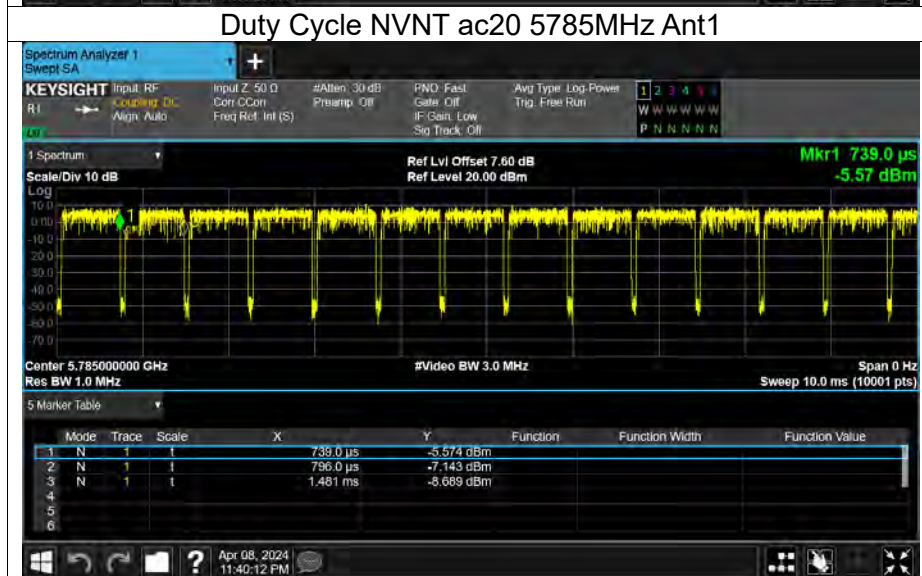 Duty Cycle NVNT ac20 5785MHz Ant1
Spectrum Analyzer 1
Swept SA
+
KEYSIGHT Input: RF Input Z: 50 Ω #Atten: 30 dB PNO: Fast Avg Type: Log-Power 1 2 3 4 5 6
Coupling: DC Corr CCorr Preamp: Off Gate: Off Trig: Free Run W W W W W W
Align: Auto Freq Ref: Int (S) IF Gain: Low
Sig Track: Off P N N N N N
1 Spectrum Ref Lvl Offset 7.60 dB Mkr1 739.0 µs
Scale/Div 10 dB Ref Level 20.00 dBm -5.57 dBm
Log
10.0
0.00
-10.0
-20.0
-30.0
-40.0
-50.0
-60.0
-70.0
1
Center 5.785000000 GHz #Video BW 3.0 MHz Span 0 Hz
Res BW 1.0 MHz Sweep 10.0 ms (10001 pts)
5 Marker Table
Mode Trace Scale X Y Function Function Width Function Value
1 N 1 t 739.0 µs -5.574 dBm
2 N 1 t 796.0 µs -7.143 dBm
3 N 1 t 1.481 ms -8.689 dBm
4
5
6
? Apr 08, 2024
11:40:12 PM